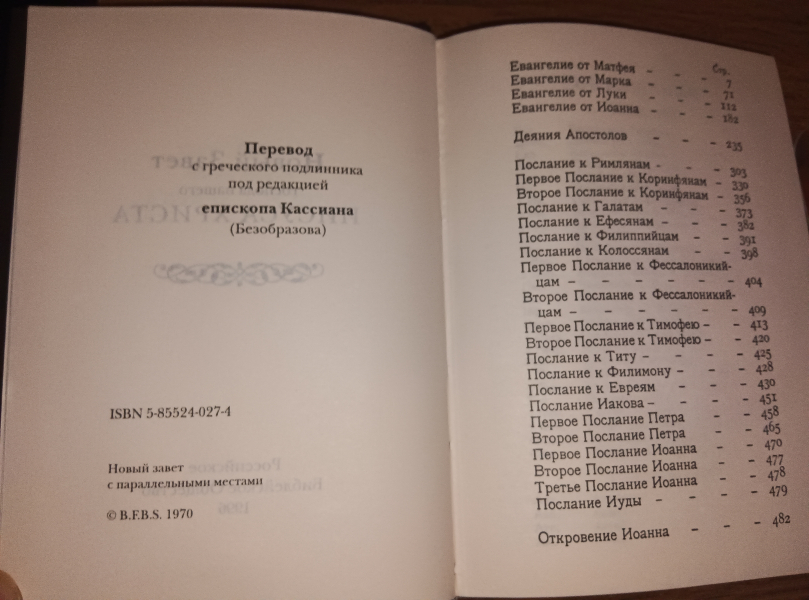 Перевод
с греческого подлинника
под редакцией
епископа Кассиана
(Безобразова)
ISBN 5-85524-027-4
Новый завет
с параллельными местами
© B.F.B.S. 1970
Стр.
Евангелие от Матфея – – – 7
Евангелие от Марка – – – 71
Евангелие от Луки – – – 112
Евангелие от Иоанна – – – 182
Деяния Апостолов – – – 235
Послание к Римлянам – – – 303
Первое Послание к Коринфянам – 330
Второе Послание к Коринфянам – 356
Послание к Галатам – – – 373
Послание к Ефесянам – – – 382
Послание к Филиппийцам – – 391
Послание к Колоссянам – – 398
Первое Послание к Фессалоникий-
цам – – – – – – 404
Второе Послание к Фессалоникий-
цам – – – – – – 409
Первое Послание к Тимофею – – 413
Второе Послание к Тимофею – – 420
Послание к Титу – – – – 425
Послание к Филимону – – – 428
Послание к Евреям – – – 430
Послание Иакова – – – – 451
Первое Послание Петра – – 458
Второе Послание Петра – – 465
Первое Послание Иоанна – – 470
Второе Послание Иоанна – – 477
Третье Послание Иоанна – – 478
Послание Иуды – – – – 479
Откровение Иоанна – – – 482